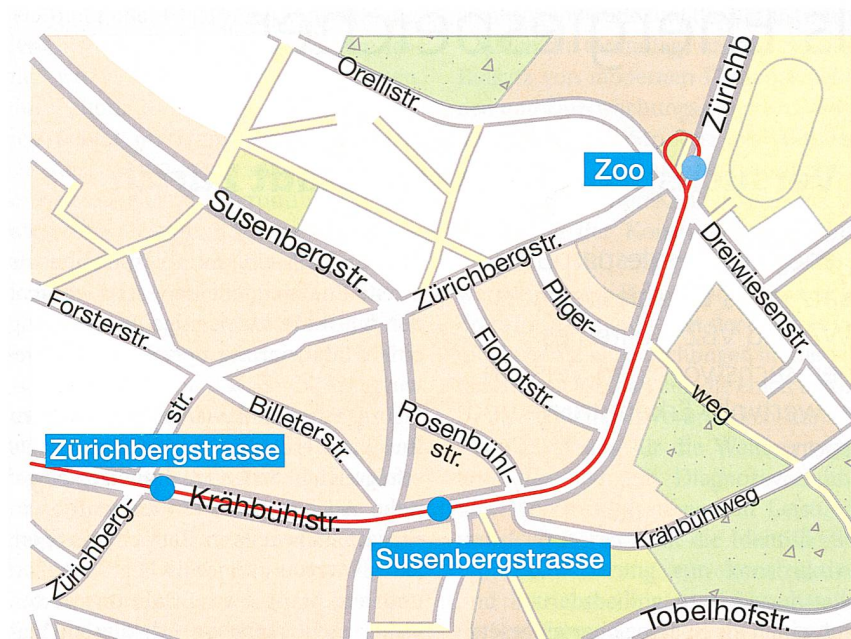 Orellistr.
Zürichb
Zoo
Susenbergstr.
Zürichbergstr.
Dreiwiesenstr.
Pilger-
weg
Forsterstr.
Flobotstr.
str.
Billeterstr.
Rosenbühl-
str.
Zürichbergstrasse
Krähbühlstr.
Zürichberg-
Susenbergstrasse
Krähbühlweg
Tobelhofstr.